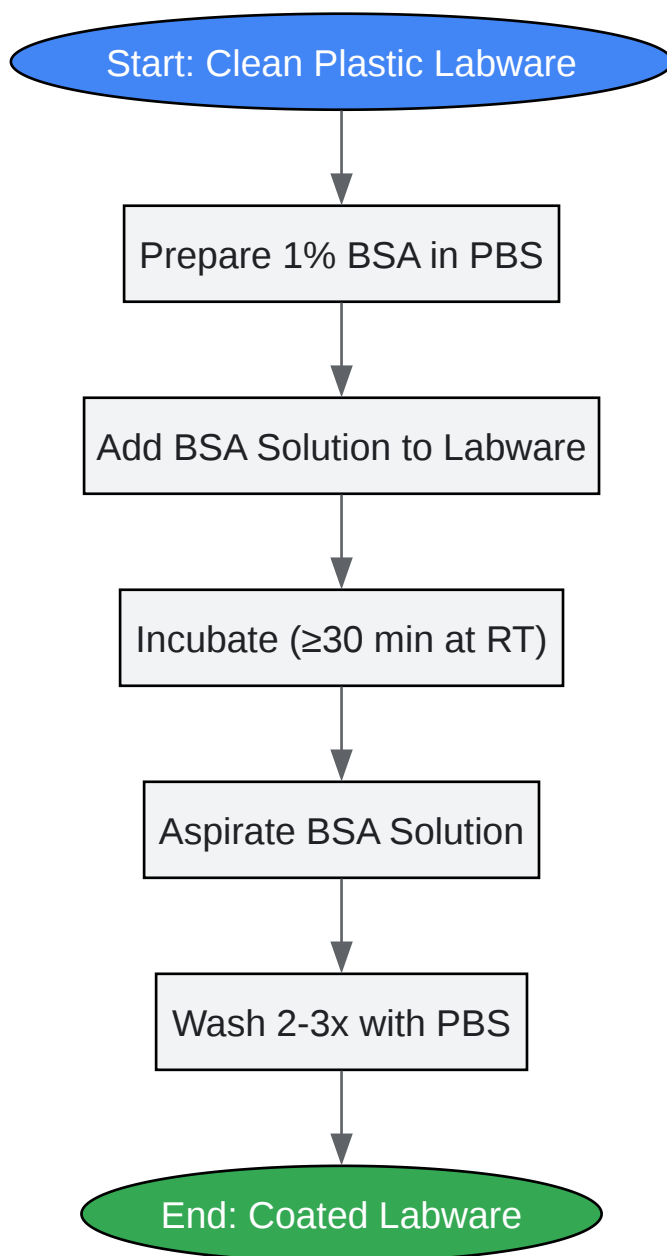 Start: Clean Plastic Labware
Prepare 1% BSA in PBS
Add BSA Solution to Labware
Incubate (≥30 min at RT)
Aspirate BSA Solution
Wash 2-3x with PBS
End: Coated Labware